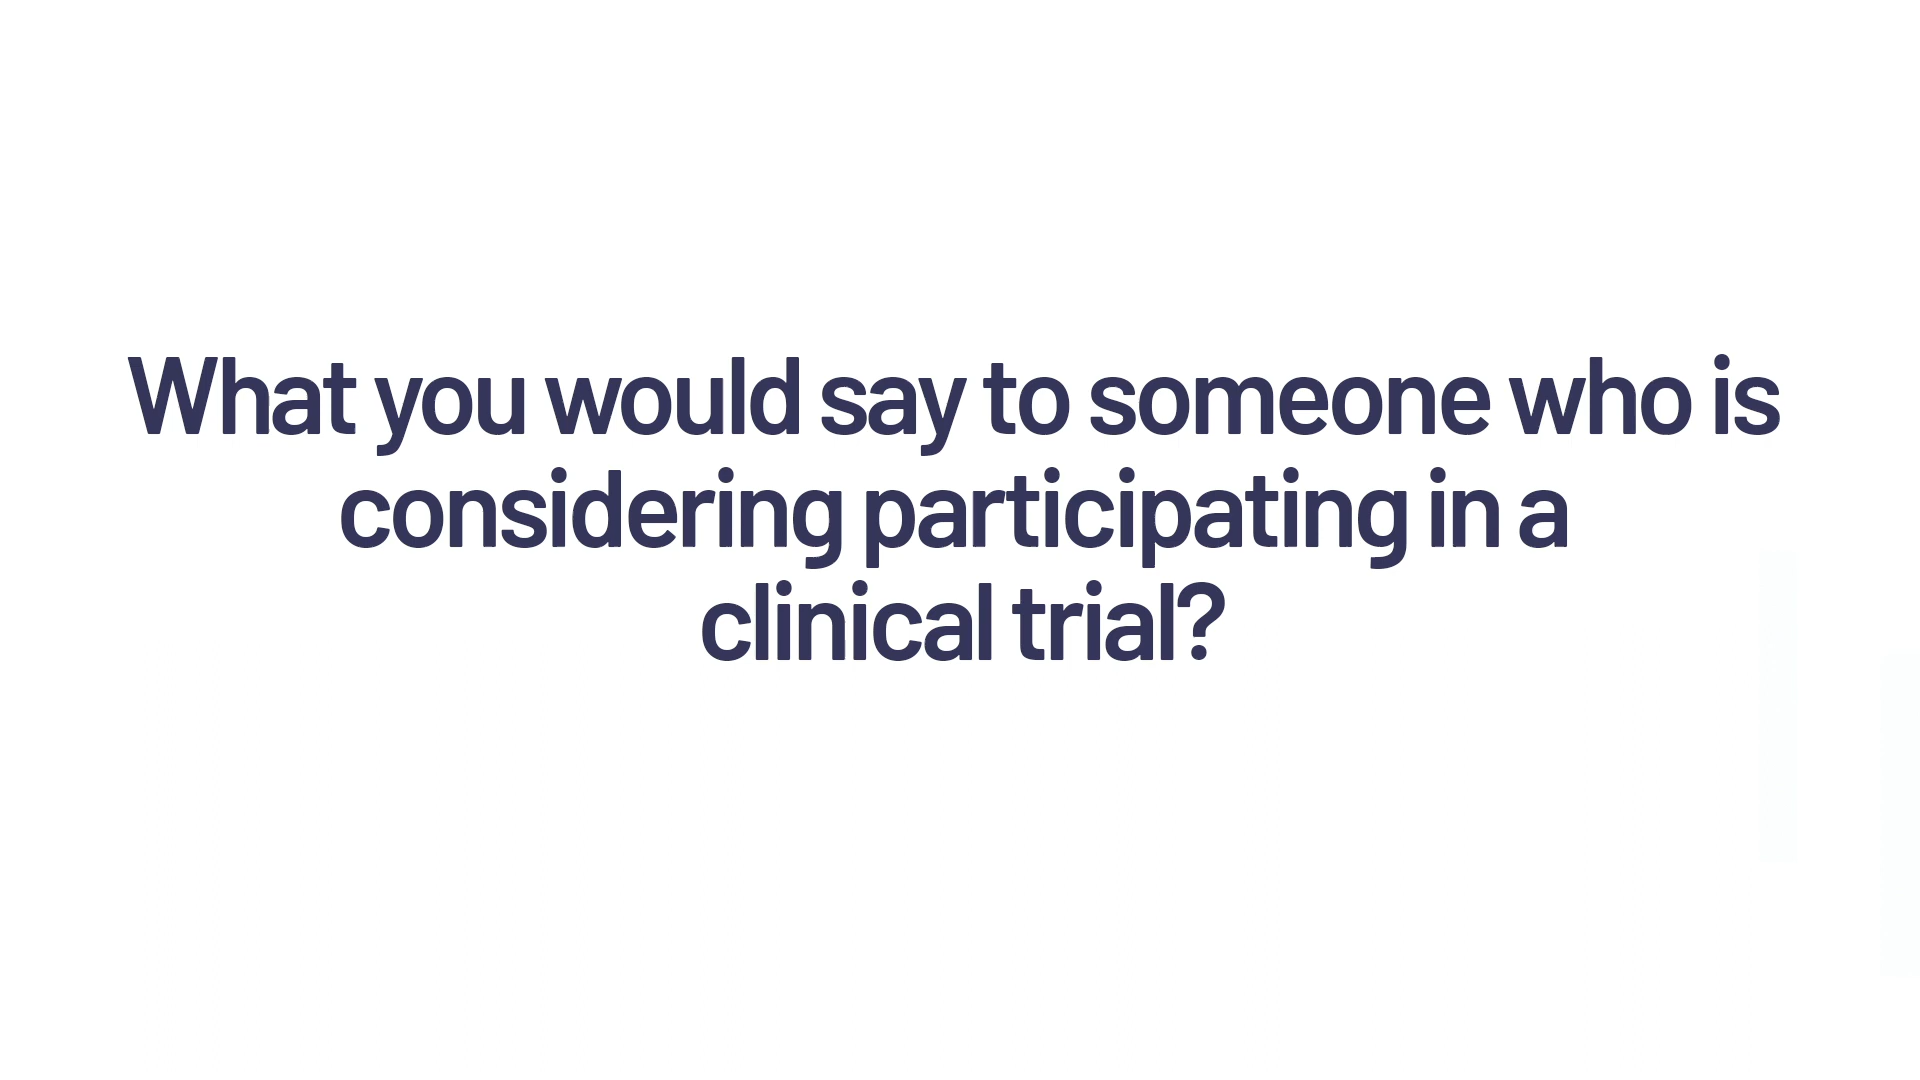 What you would say to someone who is
considering participating in a
clinical trial?